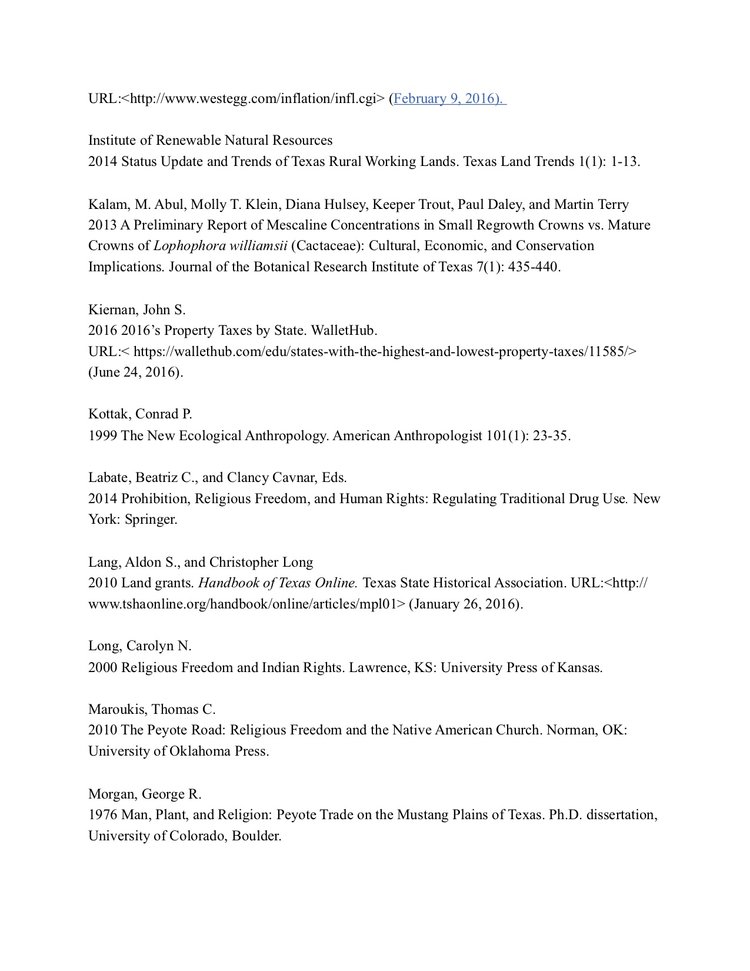 URL:<http://www.westegg.com/inflation/infl.cgi> (February 9, 2016).
Institute of Renewable Natural Resources
2014 Status Update and Trends of Texas Rural Working Lands. Texas Land Trends 1(1): 1-13.
Kalam, M. Abul, Molly T. Klein, Diana Hulsey, Keeper Trout, Paul Daley, and Martin Terry
2013 A Preliminary Report of Mescaline Concentrations in Small Regrowth Crowns vs. Mature
Crowns of Lophophora williamsii (Cactaceae): Cultural, Economic, and Conservation
Implications. Journal of the Botanical Research Institute of Texas 7(1): 435-440.
Kiernan, John S.
2016 2016’s Property Taxes by State. WalletHub.
URL:< https://wallethub.com/edu/states-with-the-highest-and-lowest-property-taxes/11585/>
(June 24, 2016).
Kottak, Conrad P.
1999 The New Ecological Anthropology. American Anthropologist 101(1): 23-35.
Labate, Beatriz C., and Clancy Cavnar, Eds.
2014 Prohibition, Religious Freedom, and Human Rights: Regulating Traditional Drug Use. New
York: Springer.
Lang, Aldon S., and Christopher Long
2010 Land grants. Handbook of Texas Online. Texas State Historical Association. URL:<http://
www.tshaonline.org/handbook/online/articles/mpl01> (January 26, 2016).
Long, Carolyn N.
2000 Religious Freedom and Indian Rights. Lawrence, KS: University Press of Kansas.
Maroukis, Thomas C.
2010 The Peyote Road: Religious Freedom and the Native American Church. Norman, OK:
University of Oklahoma Press.
Morgan, George R.
1976 Man, Plant, and Religion: Peyote Trade on the Mustang Plains of Texas. Ph.D. dissertation,
University of Colorado, Boulder.